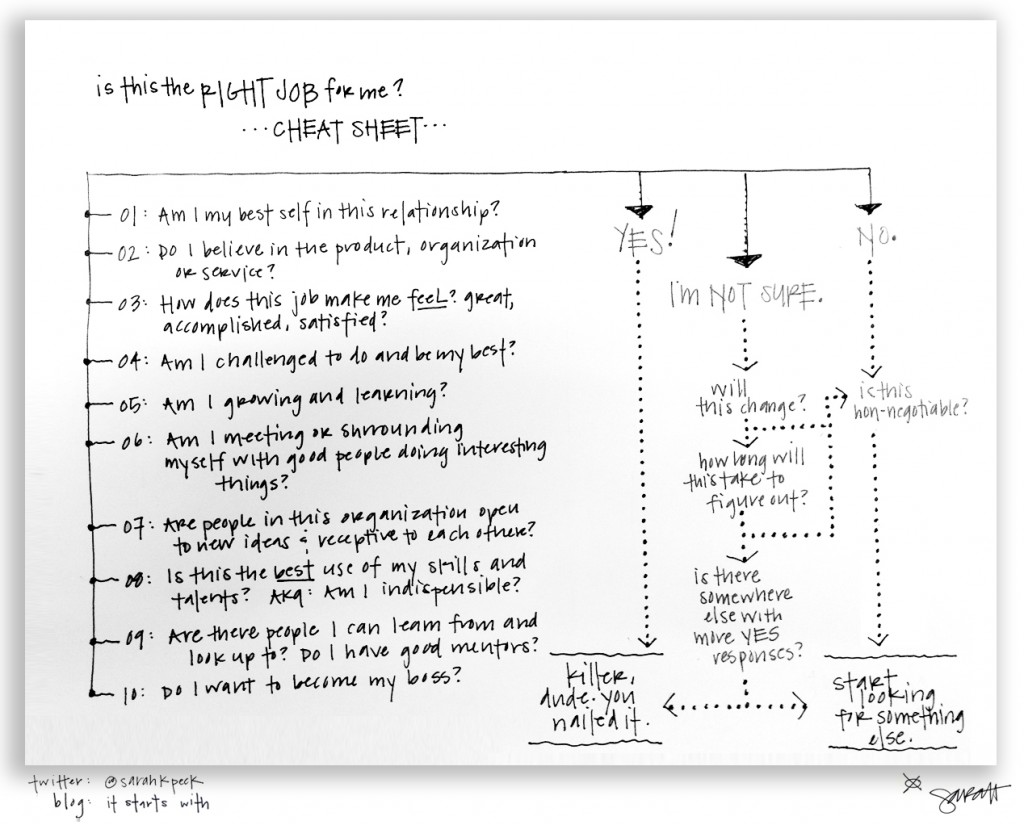 is this the RIGHT JOB for me?
...CHEAT SHEET...
01: Am I my best self in this relationship?
02: Do I believe in the product, organization
or service?
03: How does this job make me feel? great,
accomplished, satisfied?
04: Am I challenged to do and be my best?
05: Am I growing and learning?
06: Am I meeting or surrounding
myself with good people doing interesting
things?
07: Are people in this organization open
to new ideas & receptive to each other?
08: Is this the best use of my skills and
talents? AKA: Am I indispensible?
09: Are there people I can learn from and
look up to? Do I have good mentors?
10: Do I want to become my boss?
YES!
I'm NOT SURE.
NO.
will
this change?
how long will
this take to
figure out?
is there
somewhere
else with
more YES
responses?
is this
non-negotiable?
killer,
dude. you
nailed it.
start
looking
for something
else.
twitter: @sarahkpeck
blog: it starts with
Sarah